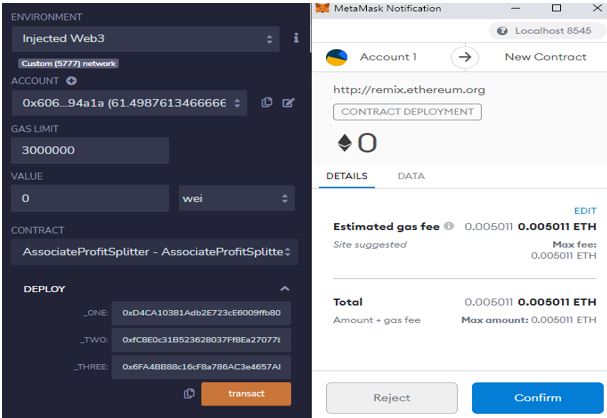 ENVIRONMENT
Injected Web3
Custom (5777) network
ACCOUNT
0x606...94a1a (61.4987613466666
GAS LIMIT
3000000
VALUE
0 wei
CONTRACT
AssociateProfitSplitter - AssociateProfitSplitte
DEPLOY
_ONE: 0xD4CA10381Adb2E723cE6009ffb80
_TWO: 0xfC8E0c31B523628037Ff8Ea27077b
_THREE: 0x6FA4BB88c16cF8a786AC3e4657Al
transact
MetaMask Notification
Localhost 8545
Account 1 New Contract
http://remix.ethereum.org
CONTRACT DEPLOYMENT
0
DETAILS DATA
EDIT
Estimated gas fee 0.005011 0.005011 ETH
Site suggested Max fee:
0.005011 ETH
Total 0.005011 0.005011 ETH
Amount + gas fee Max amount: 0.005011 ETH
Reject Confirm